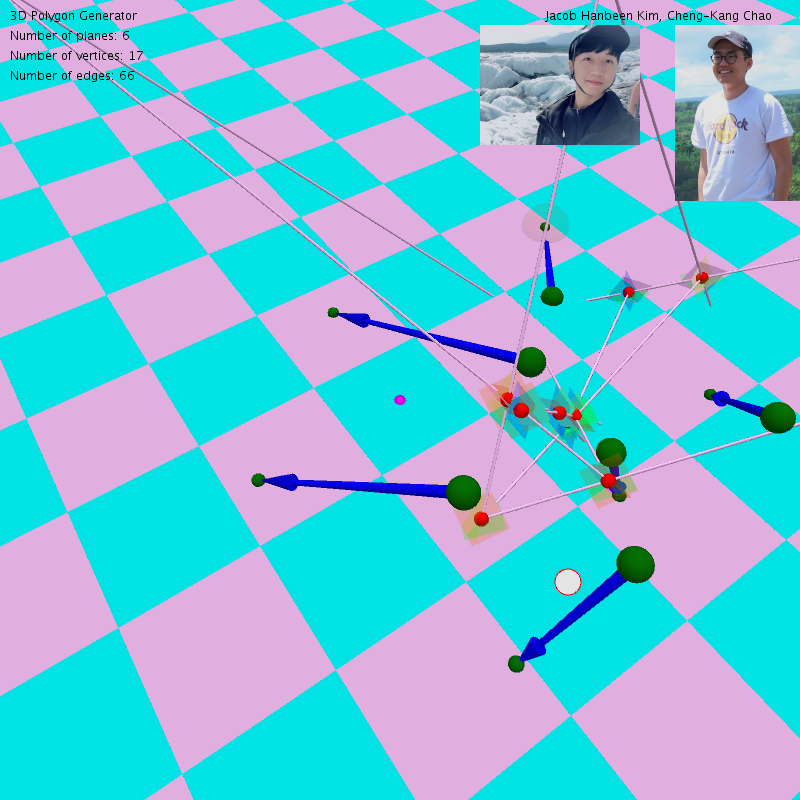 3D Polygon Generator
Jacob Hanbeen Kim, Cheng-Kang Chao
Number of planes: 6
Number of vertices: 17
Number of edges: 66